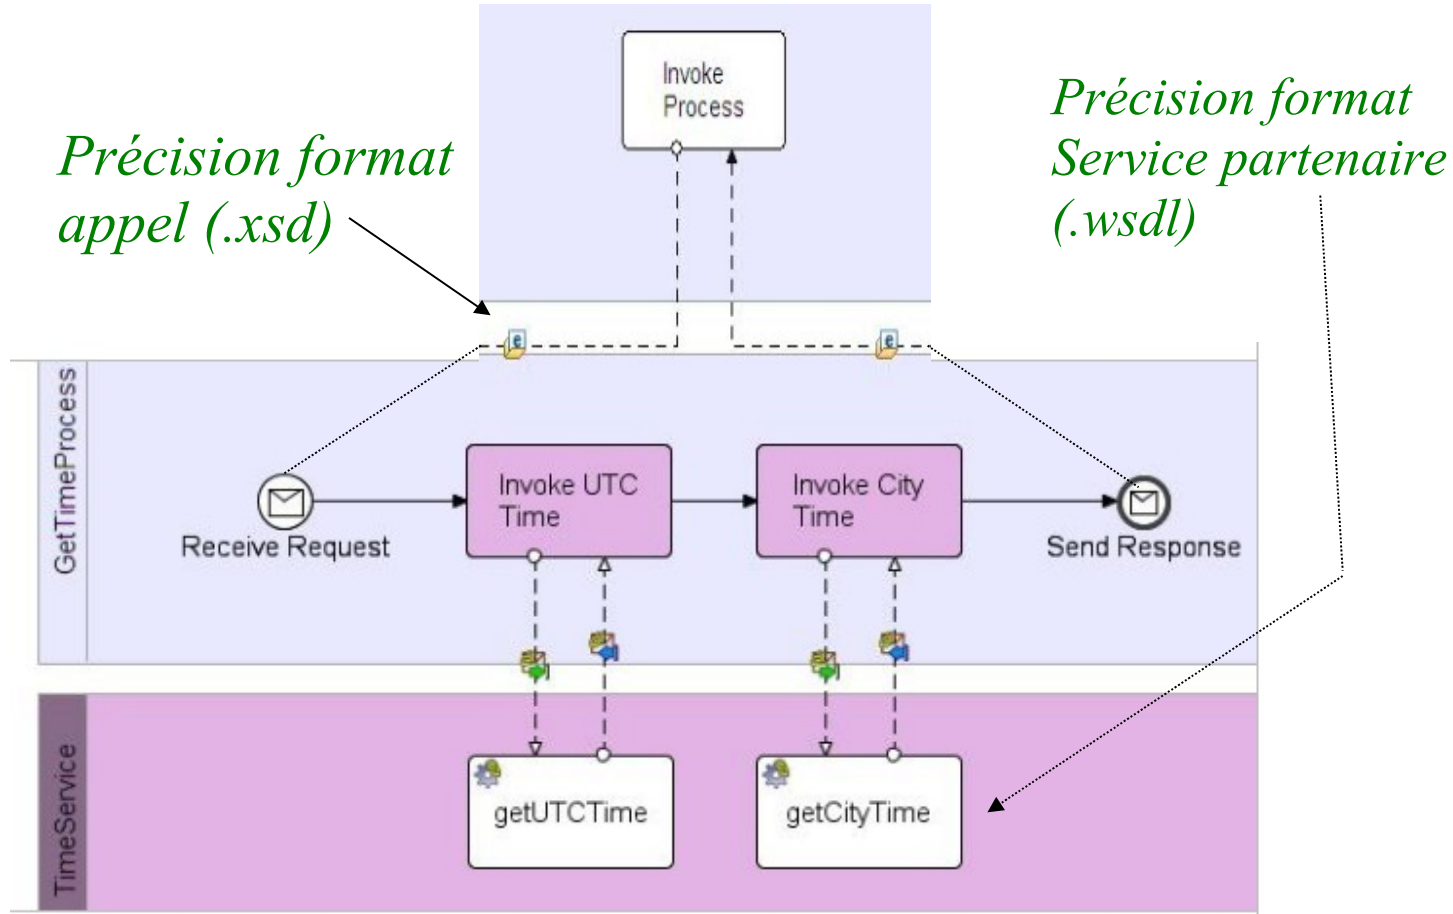 Invoke
Process
Précision format
appel (.xsd)
Précision format
Service partenaire
(.wsdl)
GetTimeProcess
Receive Request
Invoke UTC
Time
Invoke City
Time
Send Response
TimeService
getUTCTime
getCityTime